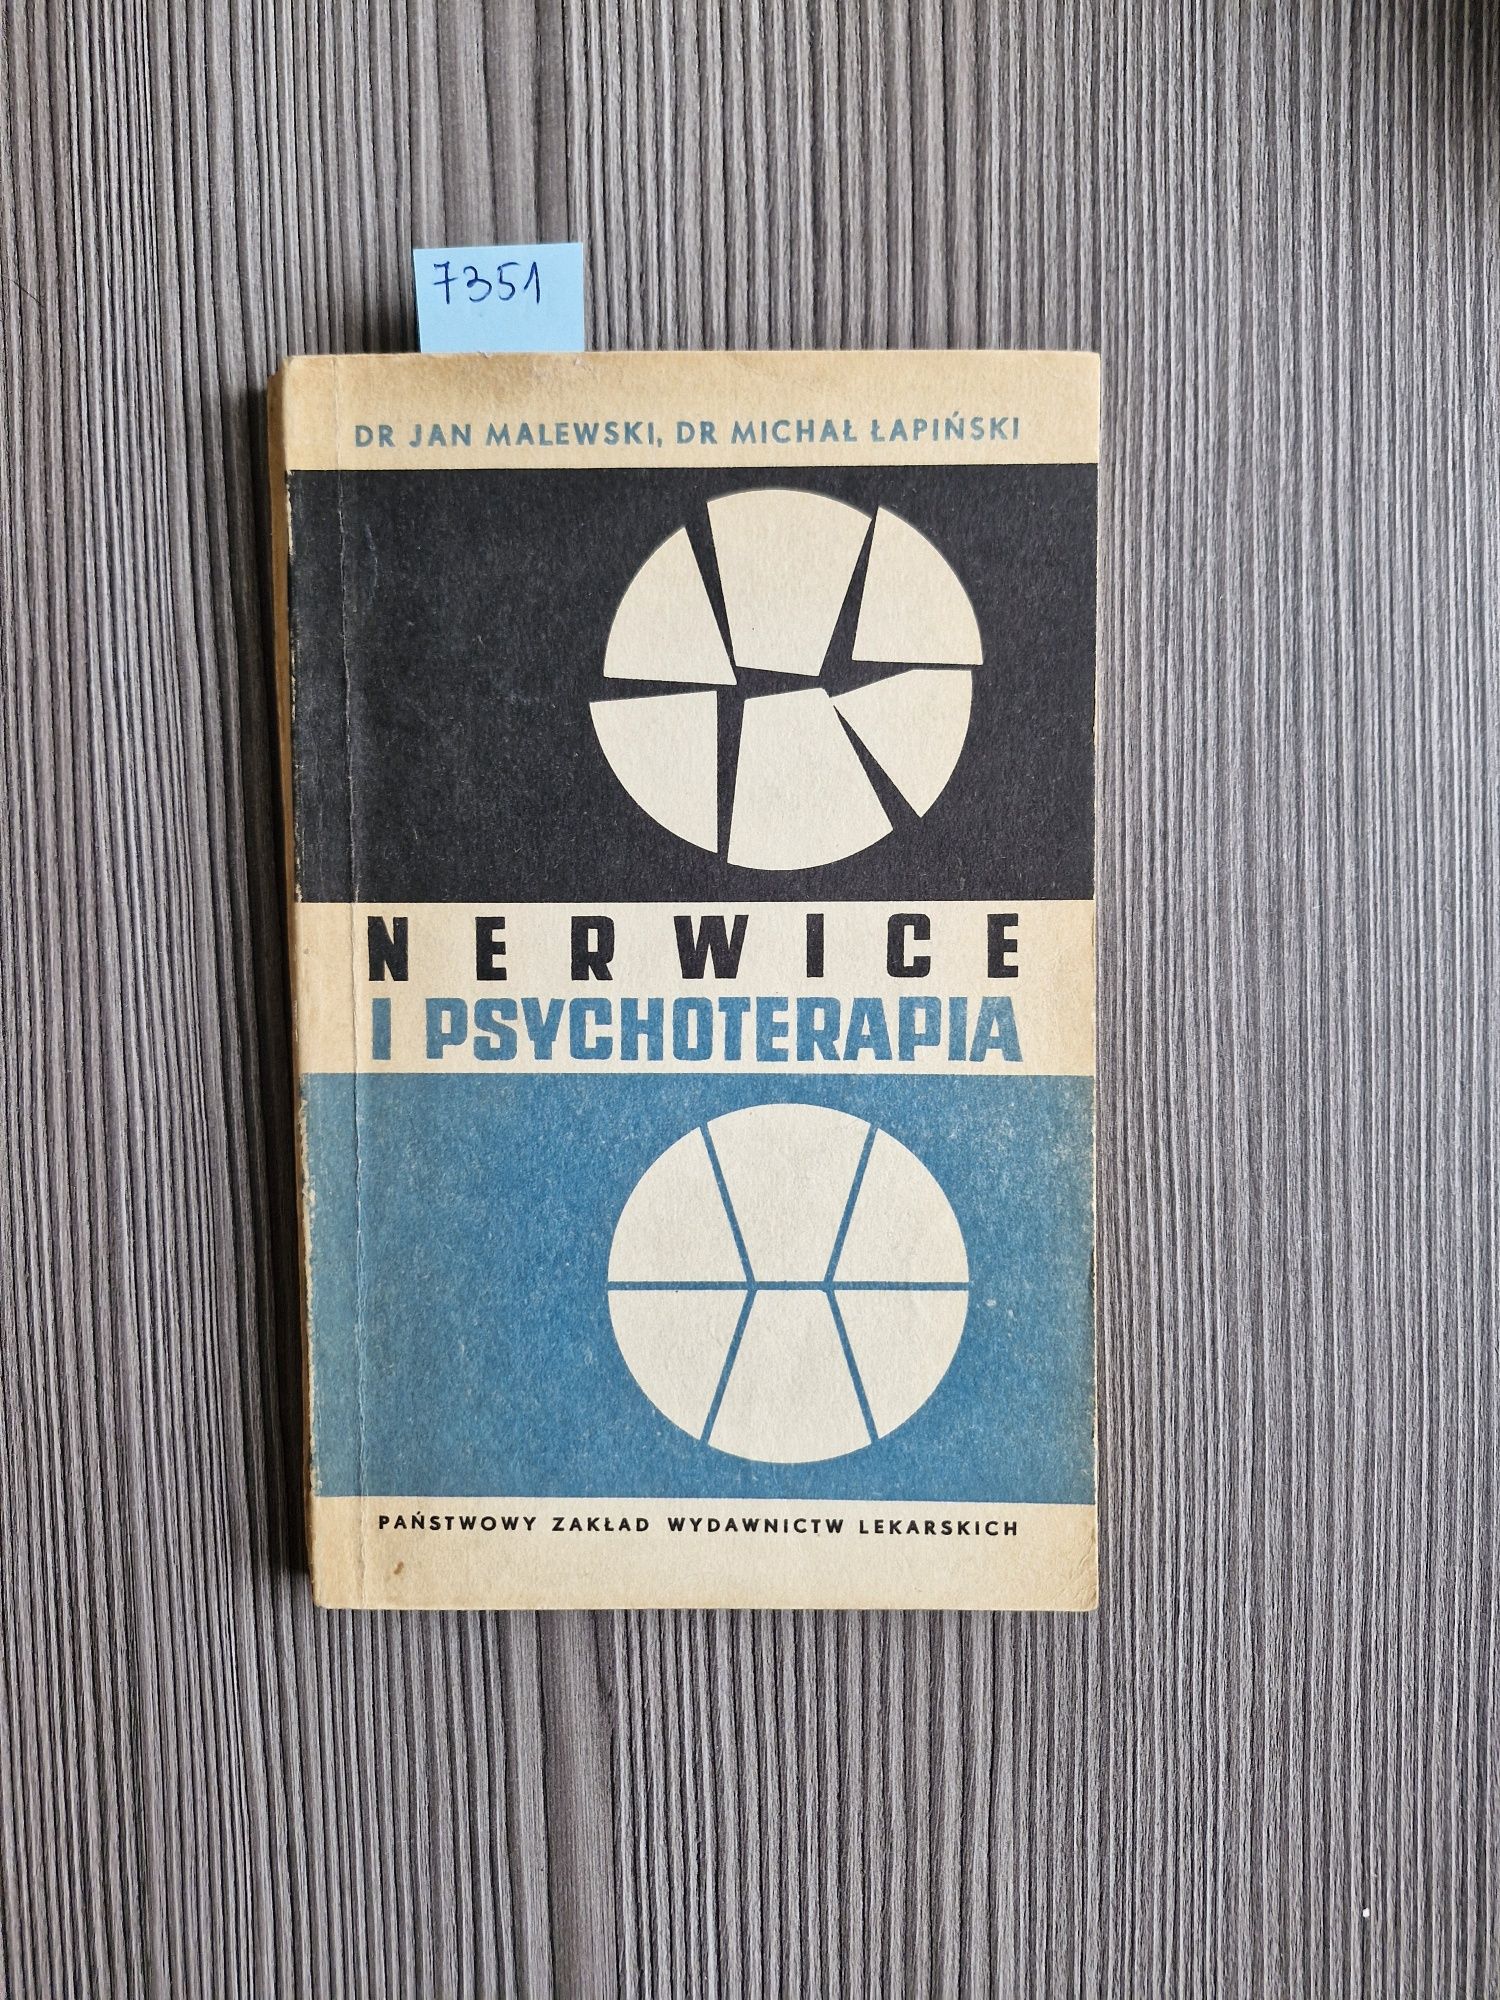 7351
DR JAN MALEWSKI, DR MICHAŁ ŁAPIŃSKI
NERWICE
I PSYCHOTERAPIA
PAŃSTWOWY ZAKŁAD WYDAWNICTW LEKARSKICH